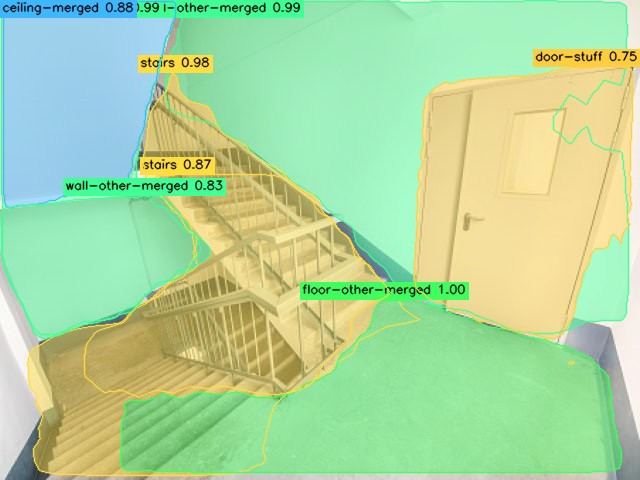 ceiling-merged 0.88
0.99
l-other-merged 0.99
stairs 0.98
door-stuff 0.75
stairs 0.87
wall-other-merged 0.83
floor-other-merged 1.00